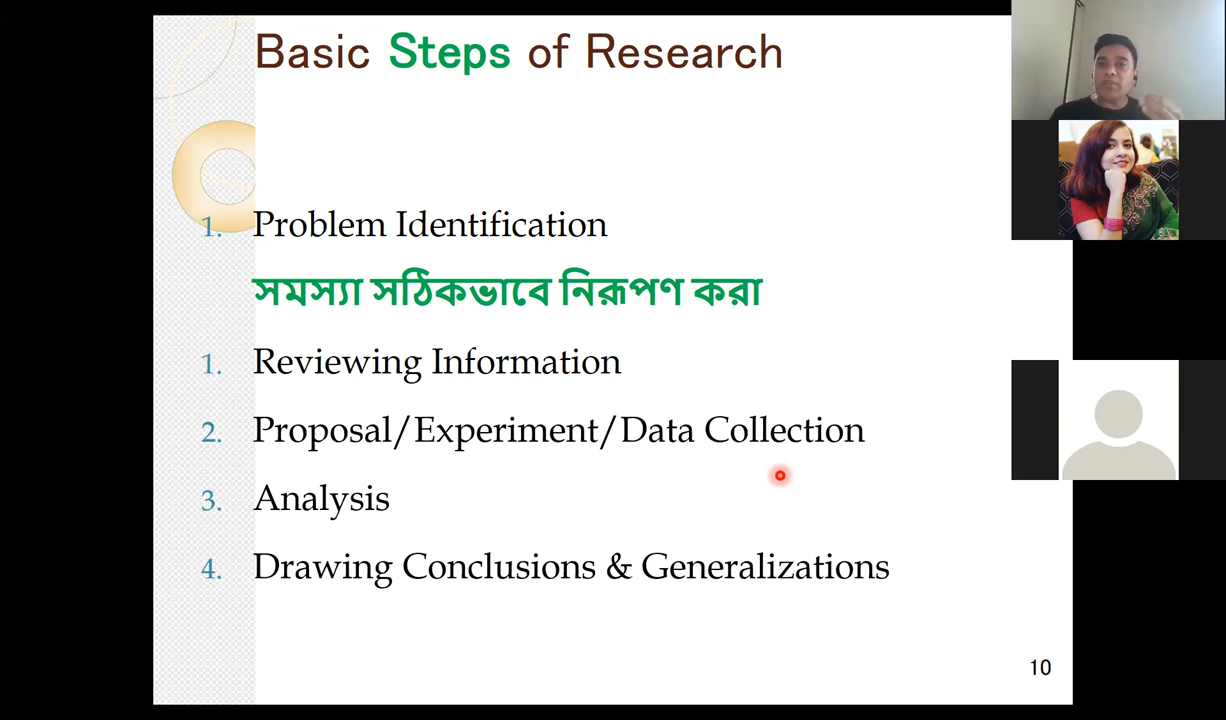 Basic Steps of Research
1. Problem Identification
সমস্যা সঠিকভাবে নিরূপণ করা
1. Reviewing Information
2. Proposal/Experiment/Data Collection
3. Analysis
4. Drawing Conclusions & Generalizations
10